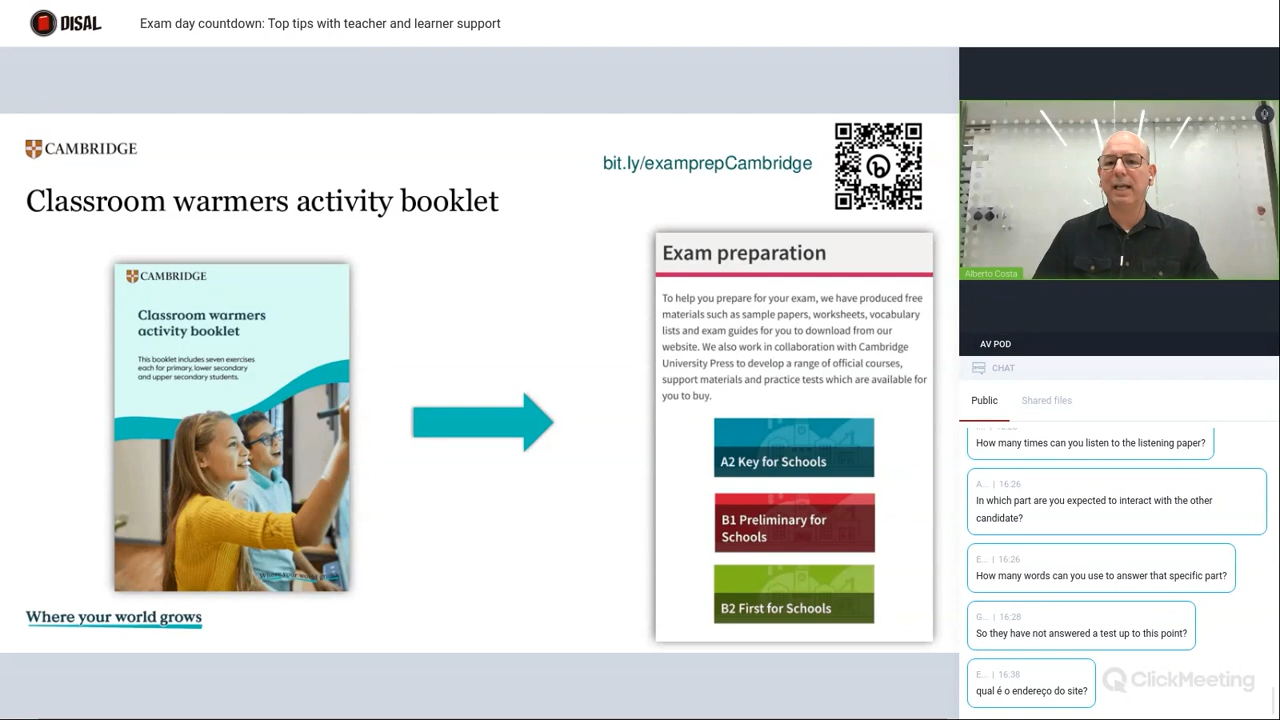 DISAL
Exam day countdown: Top tips with teacher and learner support
CAMBRIDGE
bit.ly/examprepCambridge
Classroom warmers activity booklet
CAMBRIDGE
Classroom warmers
activity booklet
This booklet includes seven exercises
each for primary, lower secondary
and upper secondary students.
Where your world
Where your world grows
Exam preparation
To help you prepare for your exam, we have produced free
materials such as sample papers, worksheets, vocabulary
lists and exam guides for you to download from our
website. We also work in collaboration with Cambridge
University Press to develop a range of official courses,
support materials and practice tests which are available for
you to buy.
A2 Key for Schools
B1 Preliminary for
Schools
B2 First for Schools
Alberto Costa
AV POD
CHAT
Public
Shared files
How many times can you listen to the listening paper?
A... | 16:26
In which part are you expected to interact with the other
candidate?
E... | 16:26
How many words can you use to answer that specific part?
G... | 16:28
So they have not answered a test up to this point?
E... | 16:38
qual é o endereço do site?
ClickMeeting